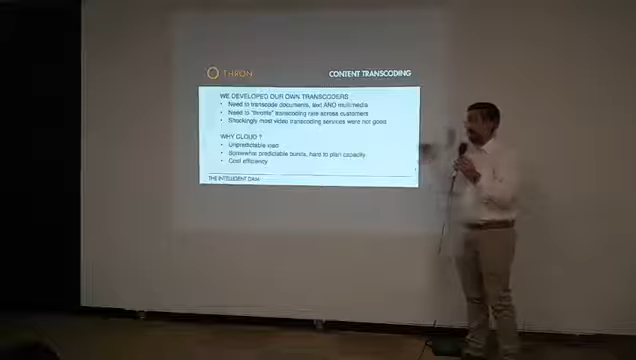 THRON
CONTENT TRANSCODING
WE DEVELOPED OUR OWN TRANSCODERS
• Need to transcode documents, text AND multimedia
• Need to "throttle" transcoding rate across customers
• Shockingly most video transcoding services were not good
WHY CLOUD ?
• Unpredictable load
• Somewhat predictable bursts, hard to plan capacity
• Cost efficiency
THE INTELLIGENT DAM